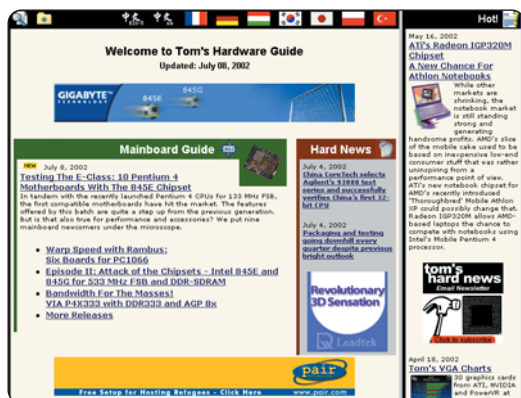 Hot!
Welcome to Tom's Hardware Guide
Updated: July 08, 2002
GIGABYTE™
TECHNOLOGY
845E
845G
Mainboard Guide
NEW July 8, 2002
Testing The E-Class: 10 Pentium 4
Motherboards With The 845E Chipset
In tandem with the recently launched Pentium 4 CPUs for 133 MHz FSB,
the first compatible motherboards have hit the market. The features
offered by this batch are quite a step up from the previous generation.
But is that also true for performance and accessories? We put nine
mainboard newcomers under the microscope.
Warp Speed with Rambus:
Six Boards for PC1066
Episode II: Attack of the Chipsets - Intel 845E and
845G for 533 MHz FSB and DDR-SDRAM
Bandwidth For The Masses!
VIA P4X333 with DDR333 and AGP 8x
More Releases
Hard News
July 4, 2002
China CoreTech selects
Agilent's 93000 test
series and successfully
verifies China's first 32-
bit CPU
July 4, 2002
Packaging and testing
going downhill every
quarter despite previous
bright outlook
Revolutionary
3D Sensation
Leadtek
pair
Free Setup for Hosting Refugees - Click Here
www.pair.com
May 16, 2002
ATi's Radeon IGP320M
Chipset
A New Chance For
Athlon Notebooks
While other
markets are
shrinking, the
notebook market
is still standing
strong and
generating
handsome profits. AMD's slice
of the mobile cake used to be
based on inexpensive low-end
consumer stuff that was rather
uninspiring from a
performance point of view.
ATi's new notebook chipset for
AMD's recently introduced
'Thoroughbred' Mobile Athlon
XP could possibly change that.
Radeon IGP320M allows AMD-
based laptops the chance to
compete with notebooks using
Intel's Mobile Pentium 4
processor.
tom's
hard news
Email Newsletter
Click to subscribe!
April 18, 2002
Tom's VGA Charts
30 graphics cards
from ATI, NVIDIA
and PowerVR at